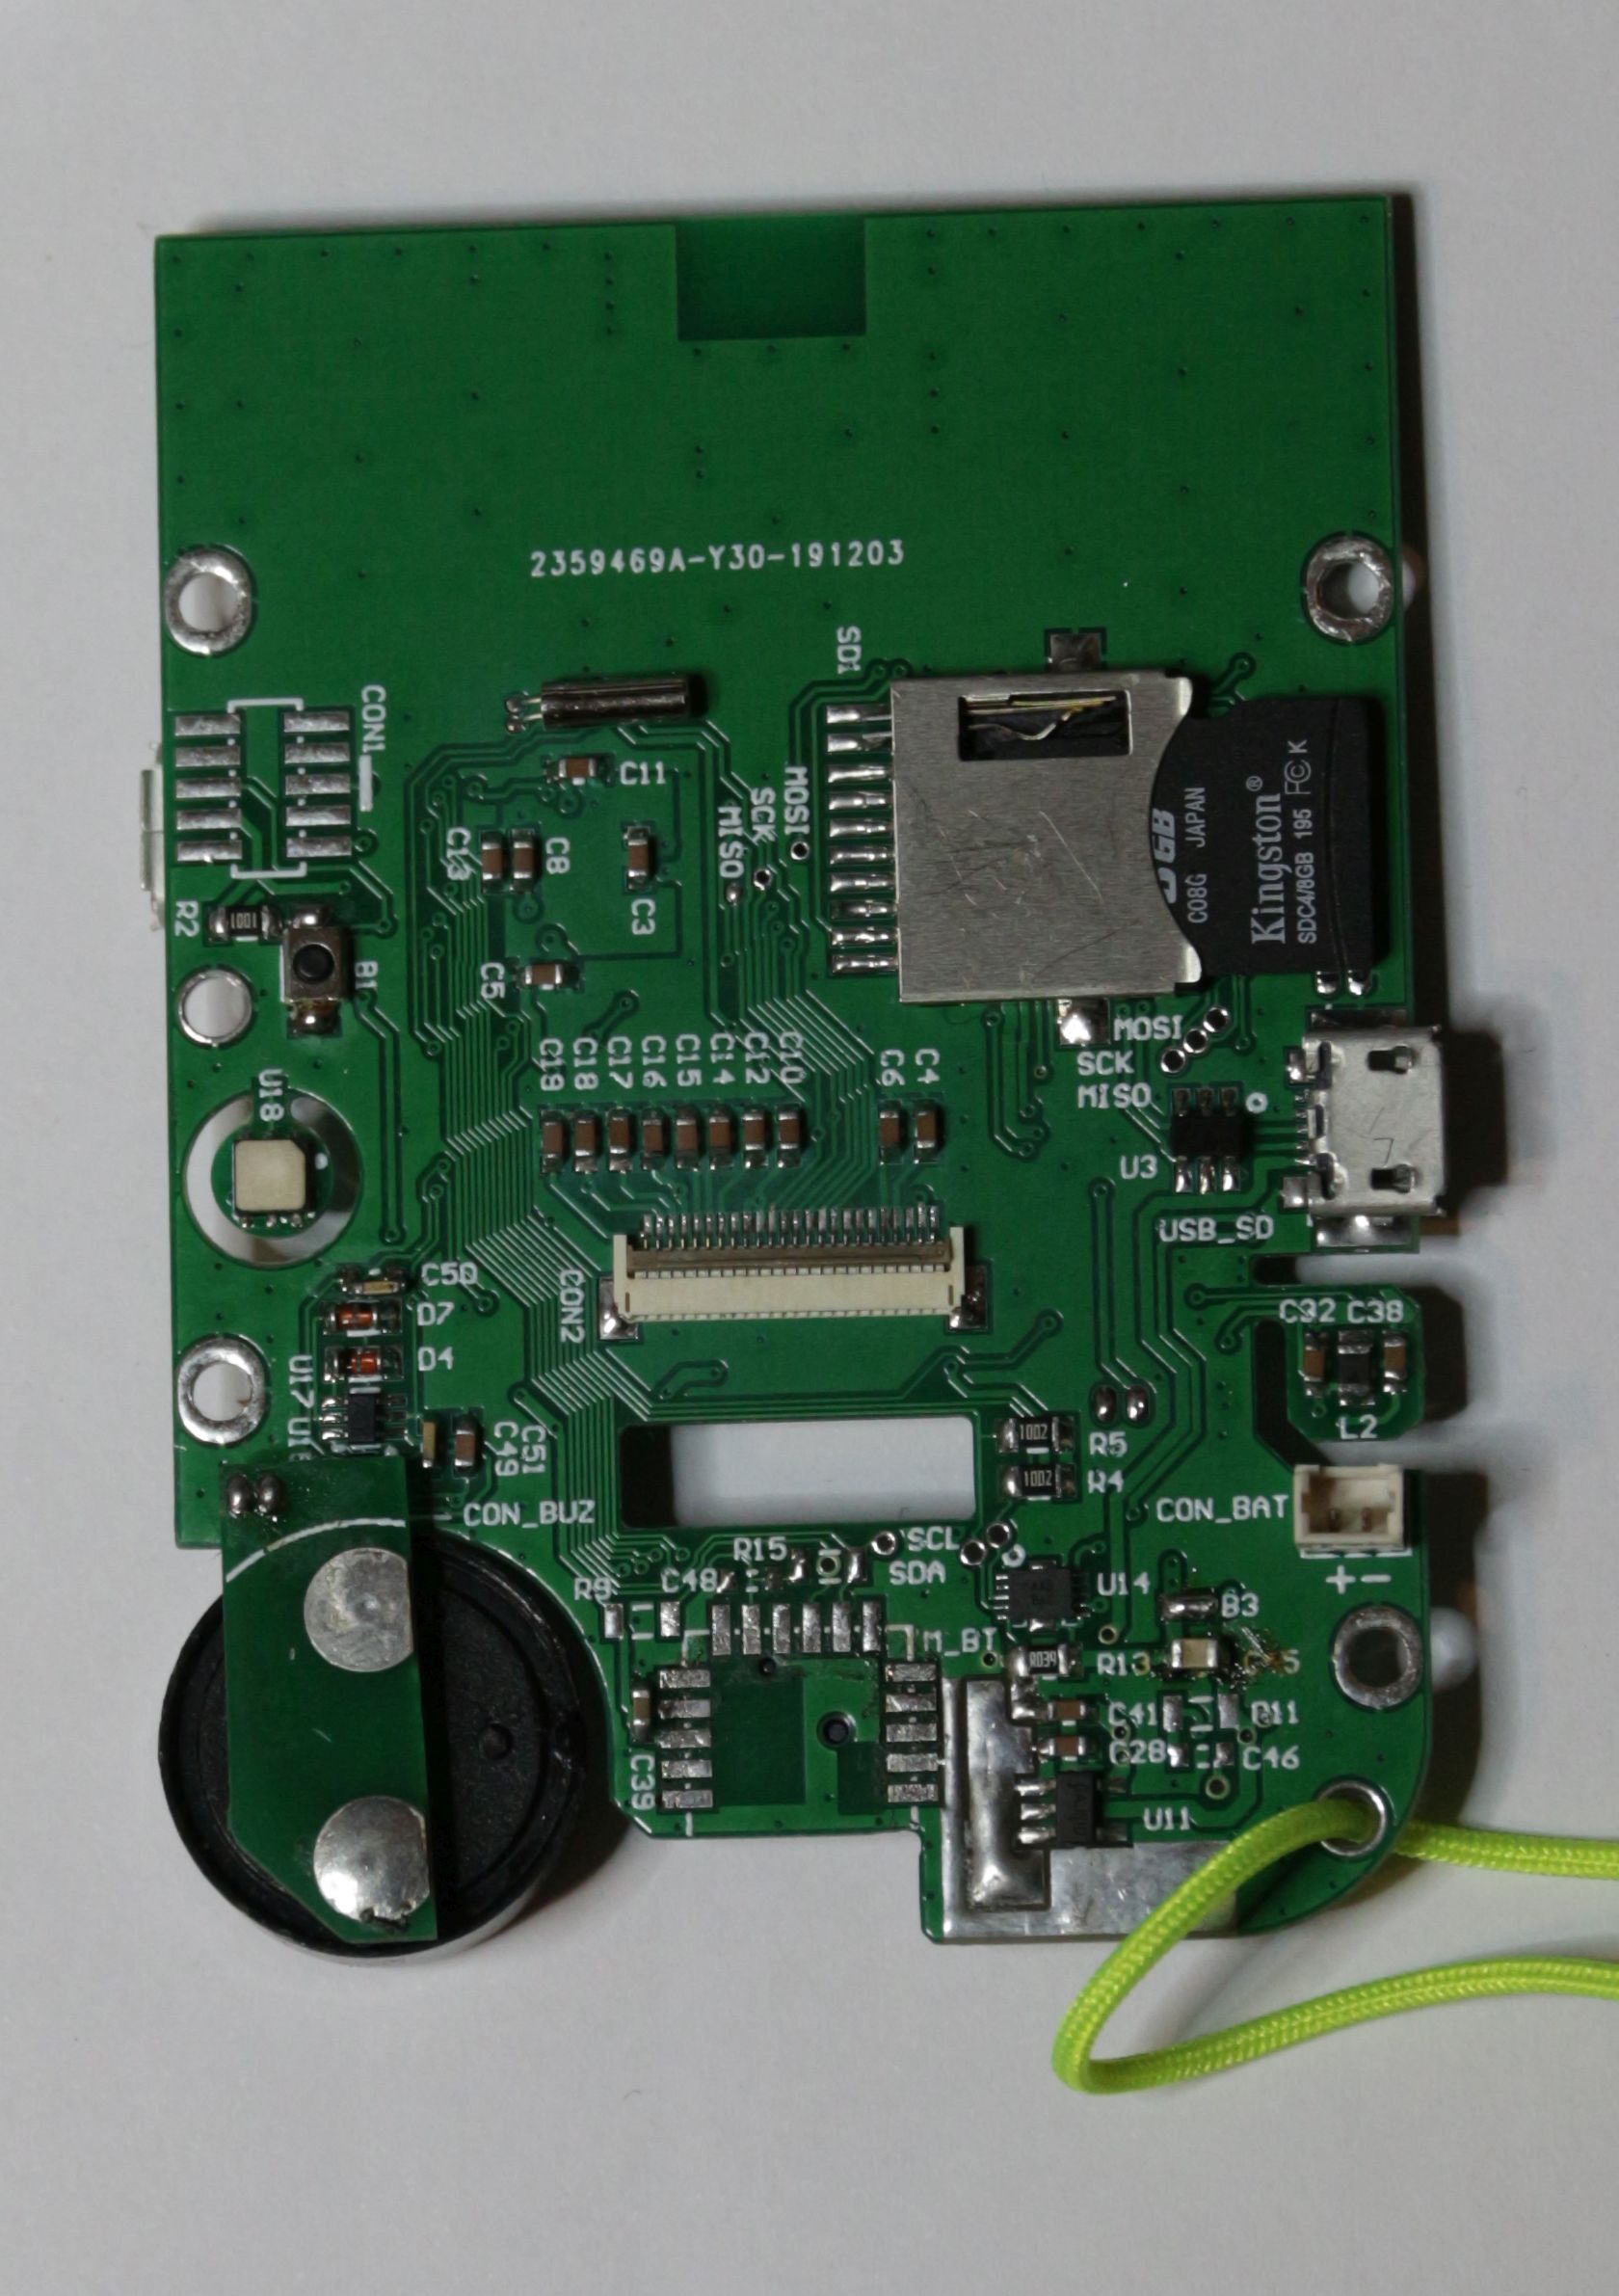 2359469A-Y30-191203
SD1
CON1
C11
MOSI
SCK
MISO
C13
C8
C3
GB
C08G JAPAN
Kingston®
SDC4/8GB 195
R2
1001
B1
C5
MOSI
SCK
MISO
U3
USB_SD
C19
C18
C17
C16
C15
C14
C12
C10
C6
C4
U18
C50
D7
D4
U17
CON2
C32 C38
L2
C51
C49
CON_BUZ
1002
R5
1002
R4
CON_BAT
+-
SCL
SDA
R15
R9
C48
U14
B3
M_BT
R039
R13
C41
C28
R11
C46
C39
U11